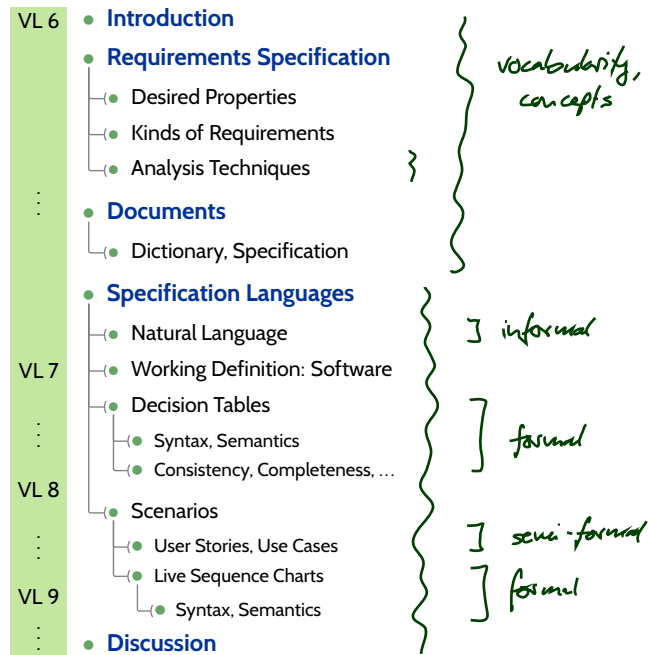 VL 6 Introduction
Requirements Specification
vocabularity,
concepts
Desired Properties
Kinds of Requirements
Analysis Techniques
⋮
Documents
Dictionary, Specification
Specification Languages
Natural Language
informal
VL 7 Working Definition: Software
Decision Tables
⋮ Syntax, Semantics
formal
Consistency, Completeness, ...
VL 8
Scenarios
⋮ User Stories, Use Cases
semi-formal
Live Sequence Charts
formal
VL 9
Syntax, Semantics
⋮ Discussion